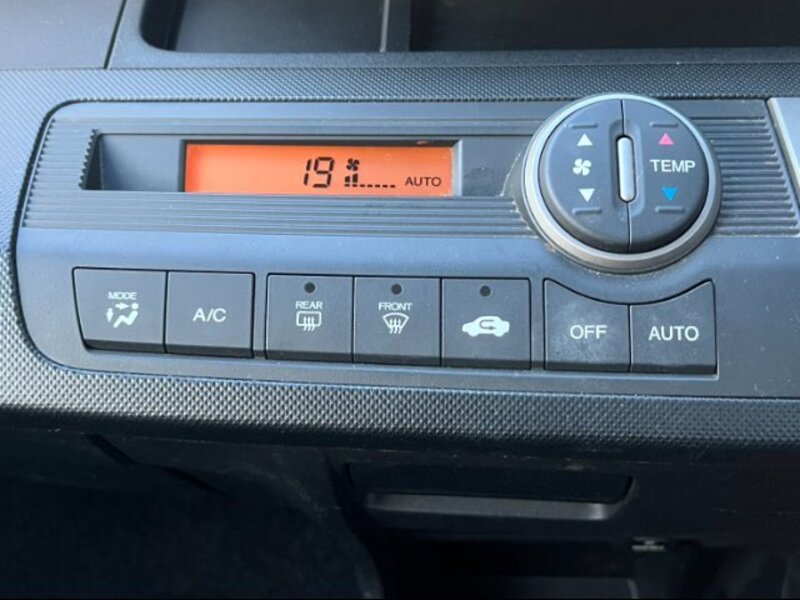 19 AUTO
TEMP
MODE
A/C
REAR
FRONT
OFF
AUTO